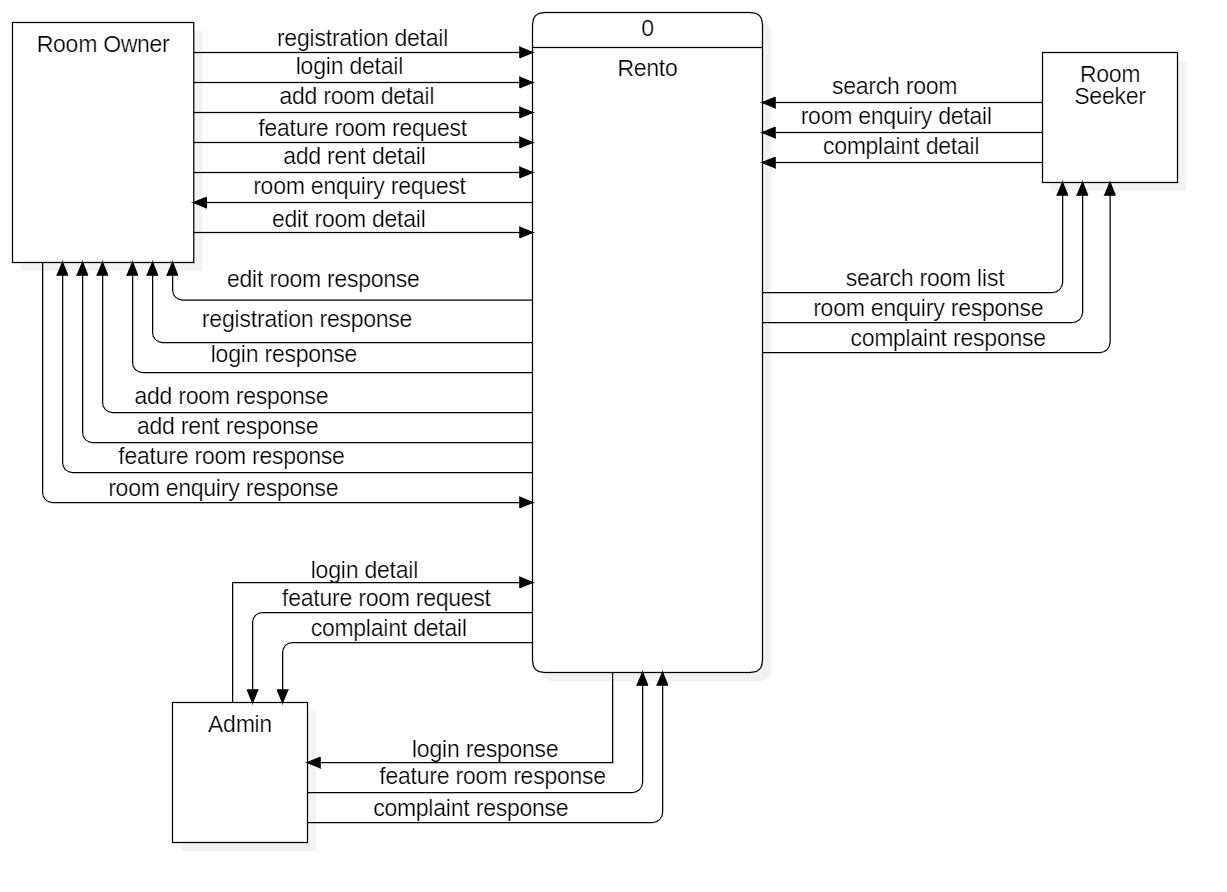 Room Owner
registration detail
login detail
add room detail
feature room request
add rent detail
room enquiry request
edit room detail
edit room response
registration response
login response
add room response
add rent response
feature room response
room enquiry response
0
Rento
Room
Seeker
search room
room enquiry detail
complaint detail
search room list
room enquiry response
complaint response
login detail
feature room request
complaint detail
Admin
login response
feature room response
complaint response